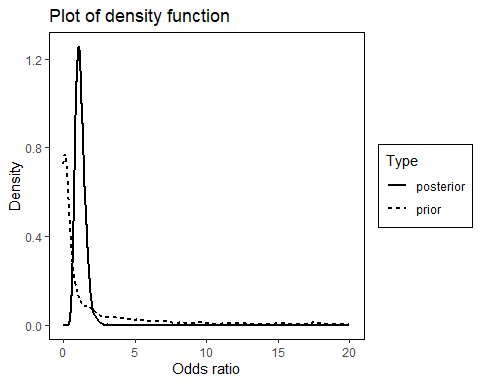 Plot of density function
Density
1.2
0.8
0.4
0.0
0
5
10
15
20
Odds ratio
Type
posterior
prior